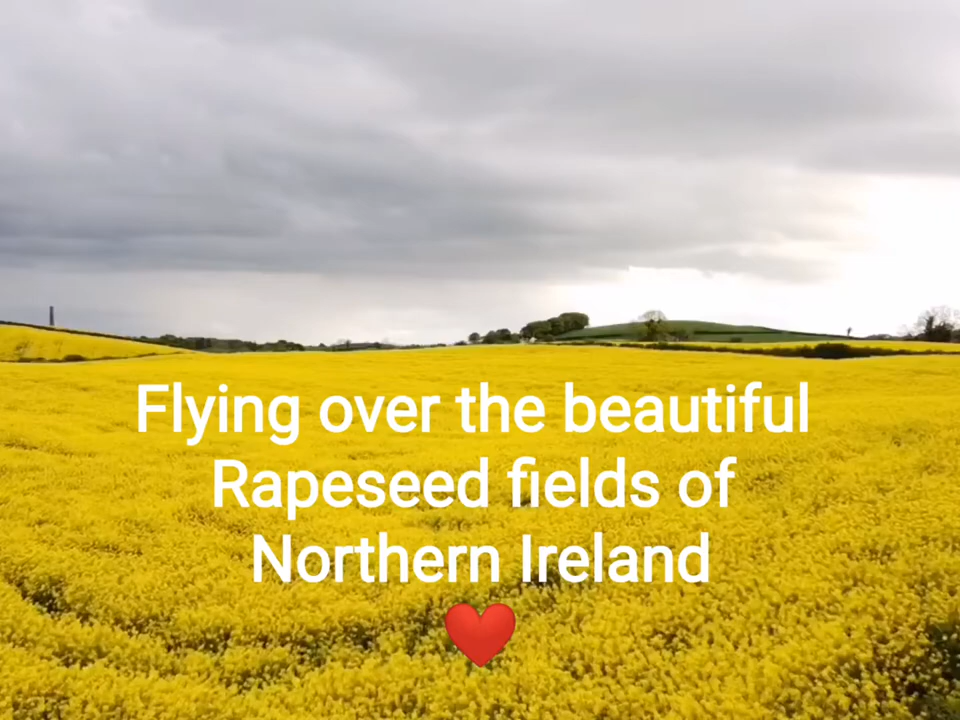 Flying over the beautiful
Rapeseed fields of
Northern Ireland
❤️